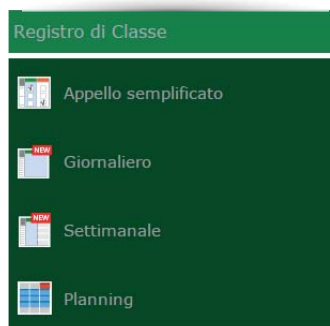 Registro di Classe
Appello semplificato
NEW
Giornaliero
NEW
Settimanale
Planning